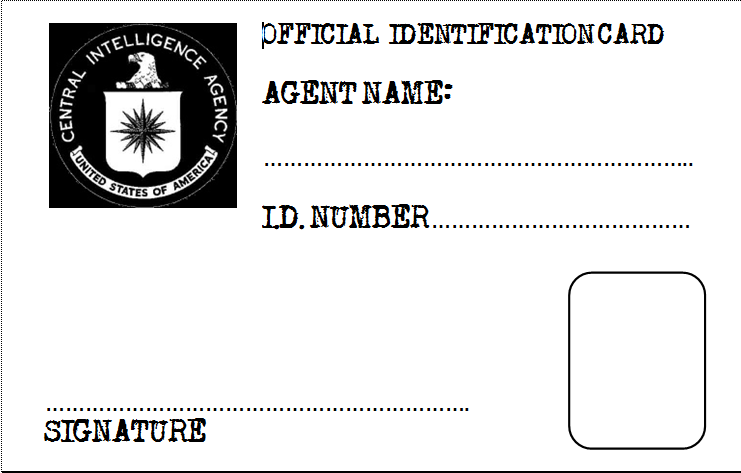 CENTRAL INTELLIGENCE AGENCY
UNITED STATES OF AMERICA
OFFICIAL IDENTIFICATION CARD
AGENT NAME:
................................................................
I.D. NUMBER.......................................
................................................................
SIGNATURE